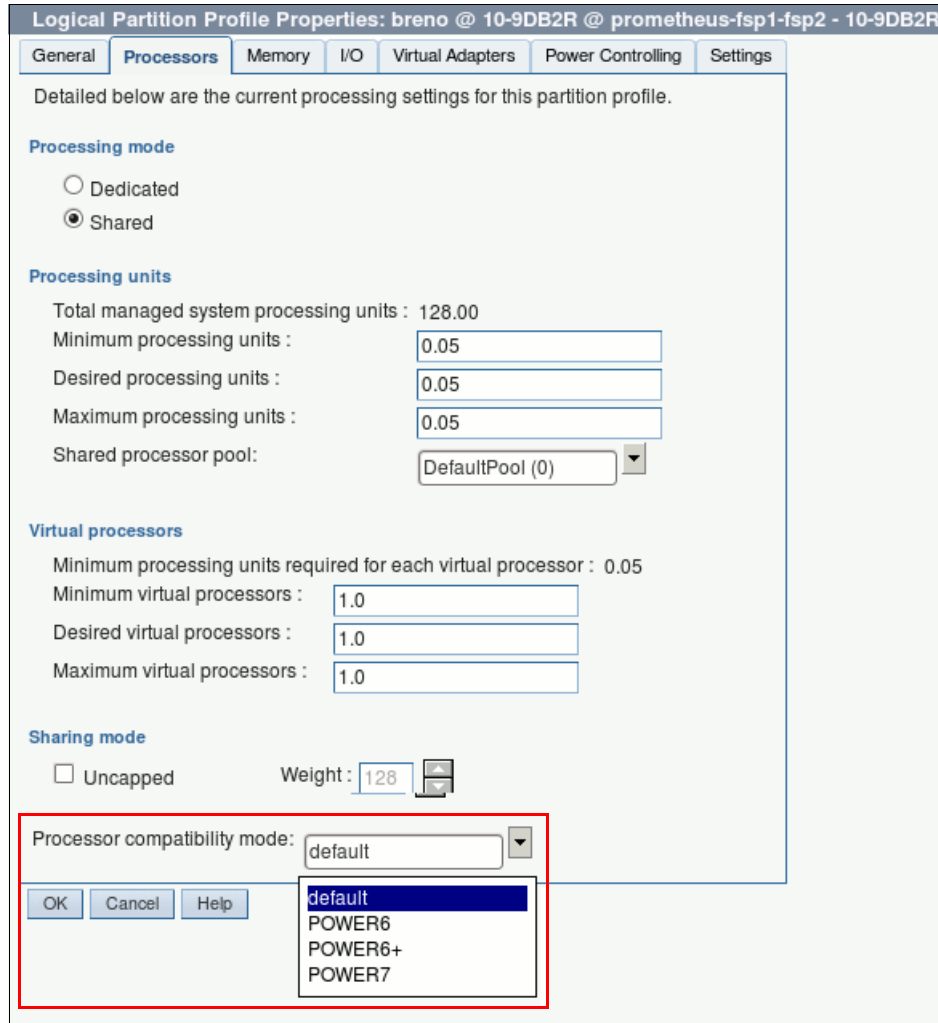 Logical Partition Profile Properties: breno @ 10-9DB2R @ prometheus-fsp1-fsp2 - 10-9DB2R
General Processors Memory I/O Virtual Adapters Power Controlling Settings
Detailed below are the current processing settings for this partition profile.
Processing mode
Dedicated
Shared
Processing units
Total managed system processing units : 128.00
Minimum processing units : 0.05
Desired processing units : 0.05
Maximum processing units : 0.05
Shared processor pool: DefaultPool (0)
Virtual processors
Minimum processing units required for each virtual processor : 0.05
Minimum virtual processors : 1.0
Desired virtual processors : 1.0
Maximum virtual processors : 1.0
Sharing mode
Uncapped Weight : 128
Processor compatibility mode: default
OK Cancel Help
default
POWER6
POWER6+
POWER7